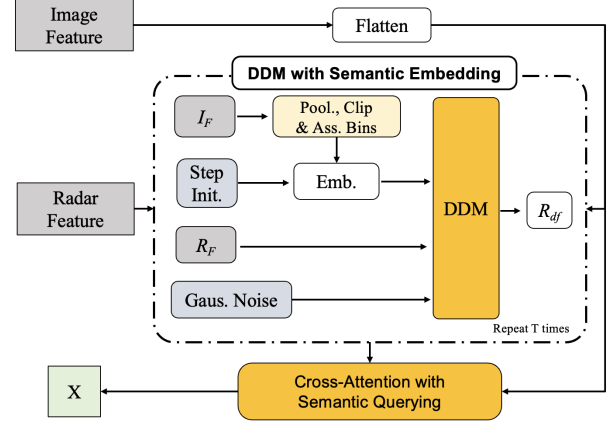 Image
Feature
Flatten
DDM with Semantic Embedding
I_F
Pool., Clip
& Ass. Bins
Step
Init.
Emb.
DDM
R_df
Radar
Feature
R_F
Gaus. Noise
Repeat T times
X
Cross-Attention with
Semantic Querying